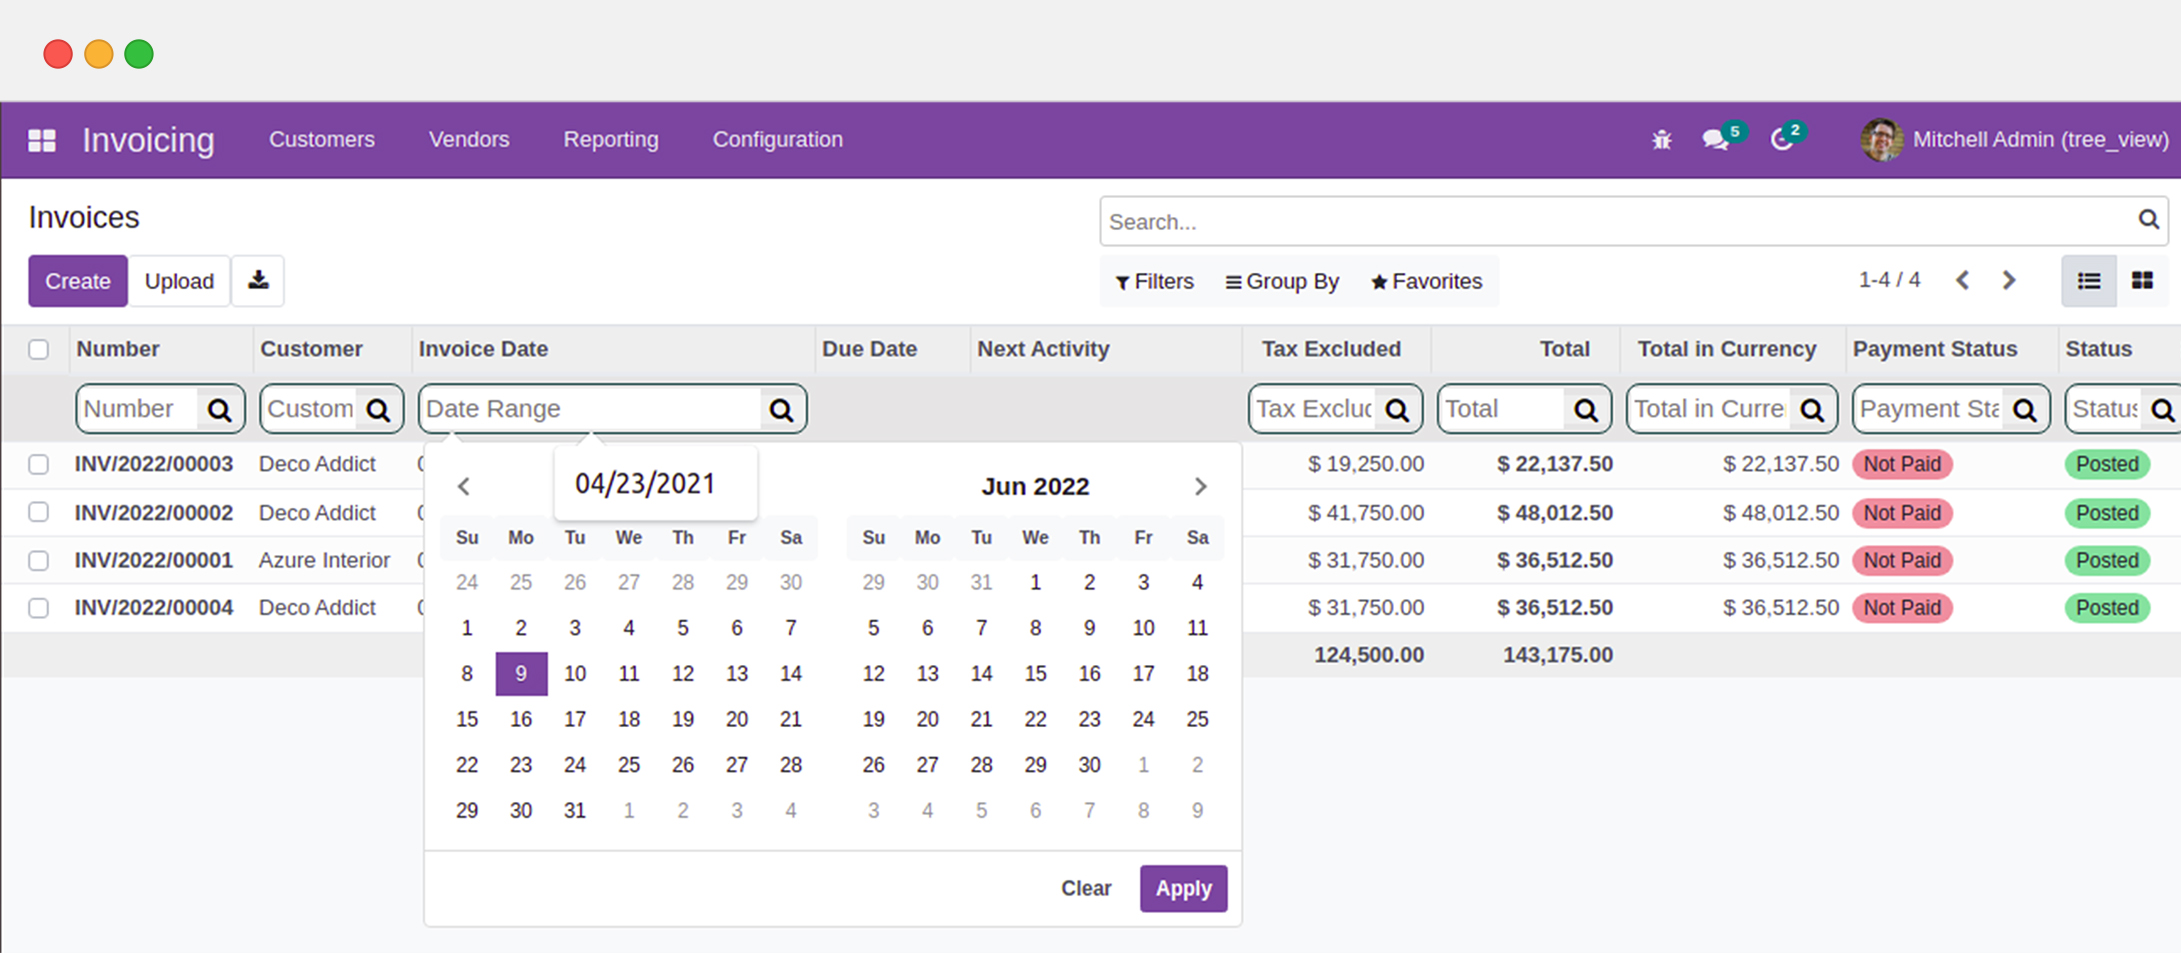 Invoicing Customers Vendors Reporting Configuration 5 2 Mitchell Admin (tree_view)
Invoices
Search...
Create Upload
Filters Group By Favorites 1-4 / 4
Number Customer Invoice Date Due Date Next Activity Tax Excluded Total Total in Currency Payment Status Status
Number Custom Date Range Tax Exclud Total Total in Curre Payment Sta Status
INV/2022/00003 Deco Addict $ 19,250.00 $ 22,137.50 $ 22,137.50 Not Paid Posted
INV/2022/00002 Deco Addict $ 41,750.00 $ 48,012.50 $ 48,012.50 Not Paid Posted
INV/2022/00001 Azure Interior $ 31,750.00 $ 36,512.50 $ 36,512.50 Not Paid Posted
INV/2022/00004 Deco Addict $ 31,750.00 $ 36,512.50 $ 36,512.50 Not Paid Posted
124,500.00 143,175.00
04/23/2021
Su Mo Tu We Th Fr Sa
24 25 26 27 28 29 30
1 2 3 4 5 6 7
8 9 10 11 12 13 14
15 16 17 18 19 20 21
22 23 24 25 26 27 28
29 30 31 1 2 3 4
Jun 2022
Su Mo Tu We Th Fr Sa
29 30 31 1 2 3 4
5 6 7 8 9 10 11
12 13 14 15 16 17 18
19 20 21 22 23 24 25
26 27 28 29 30 1 2
3 4 5 6 7 8 9
Clear Apply